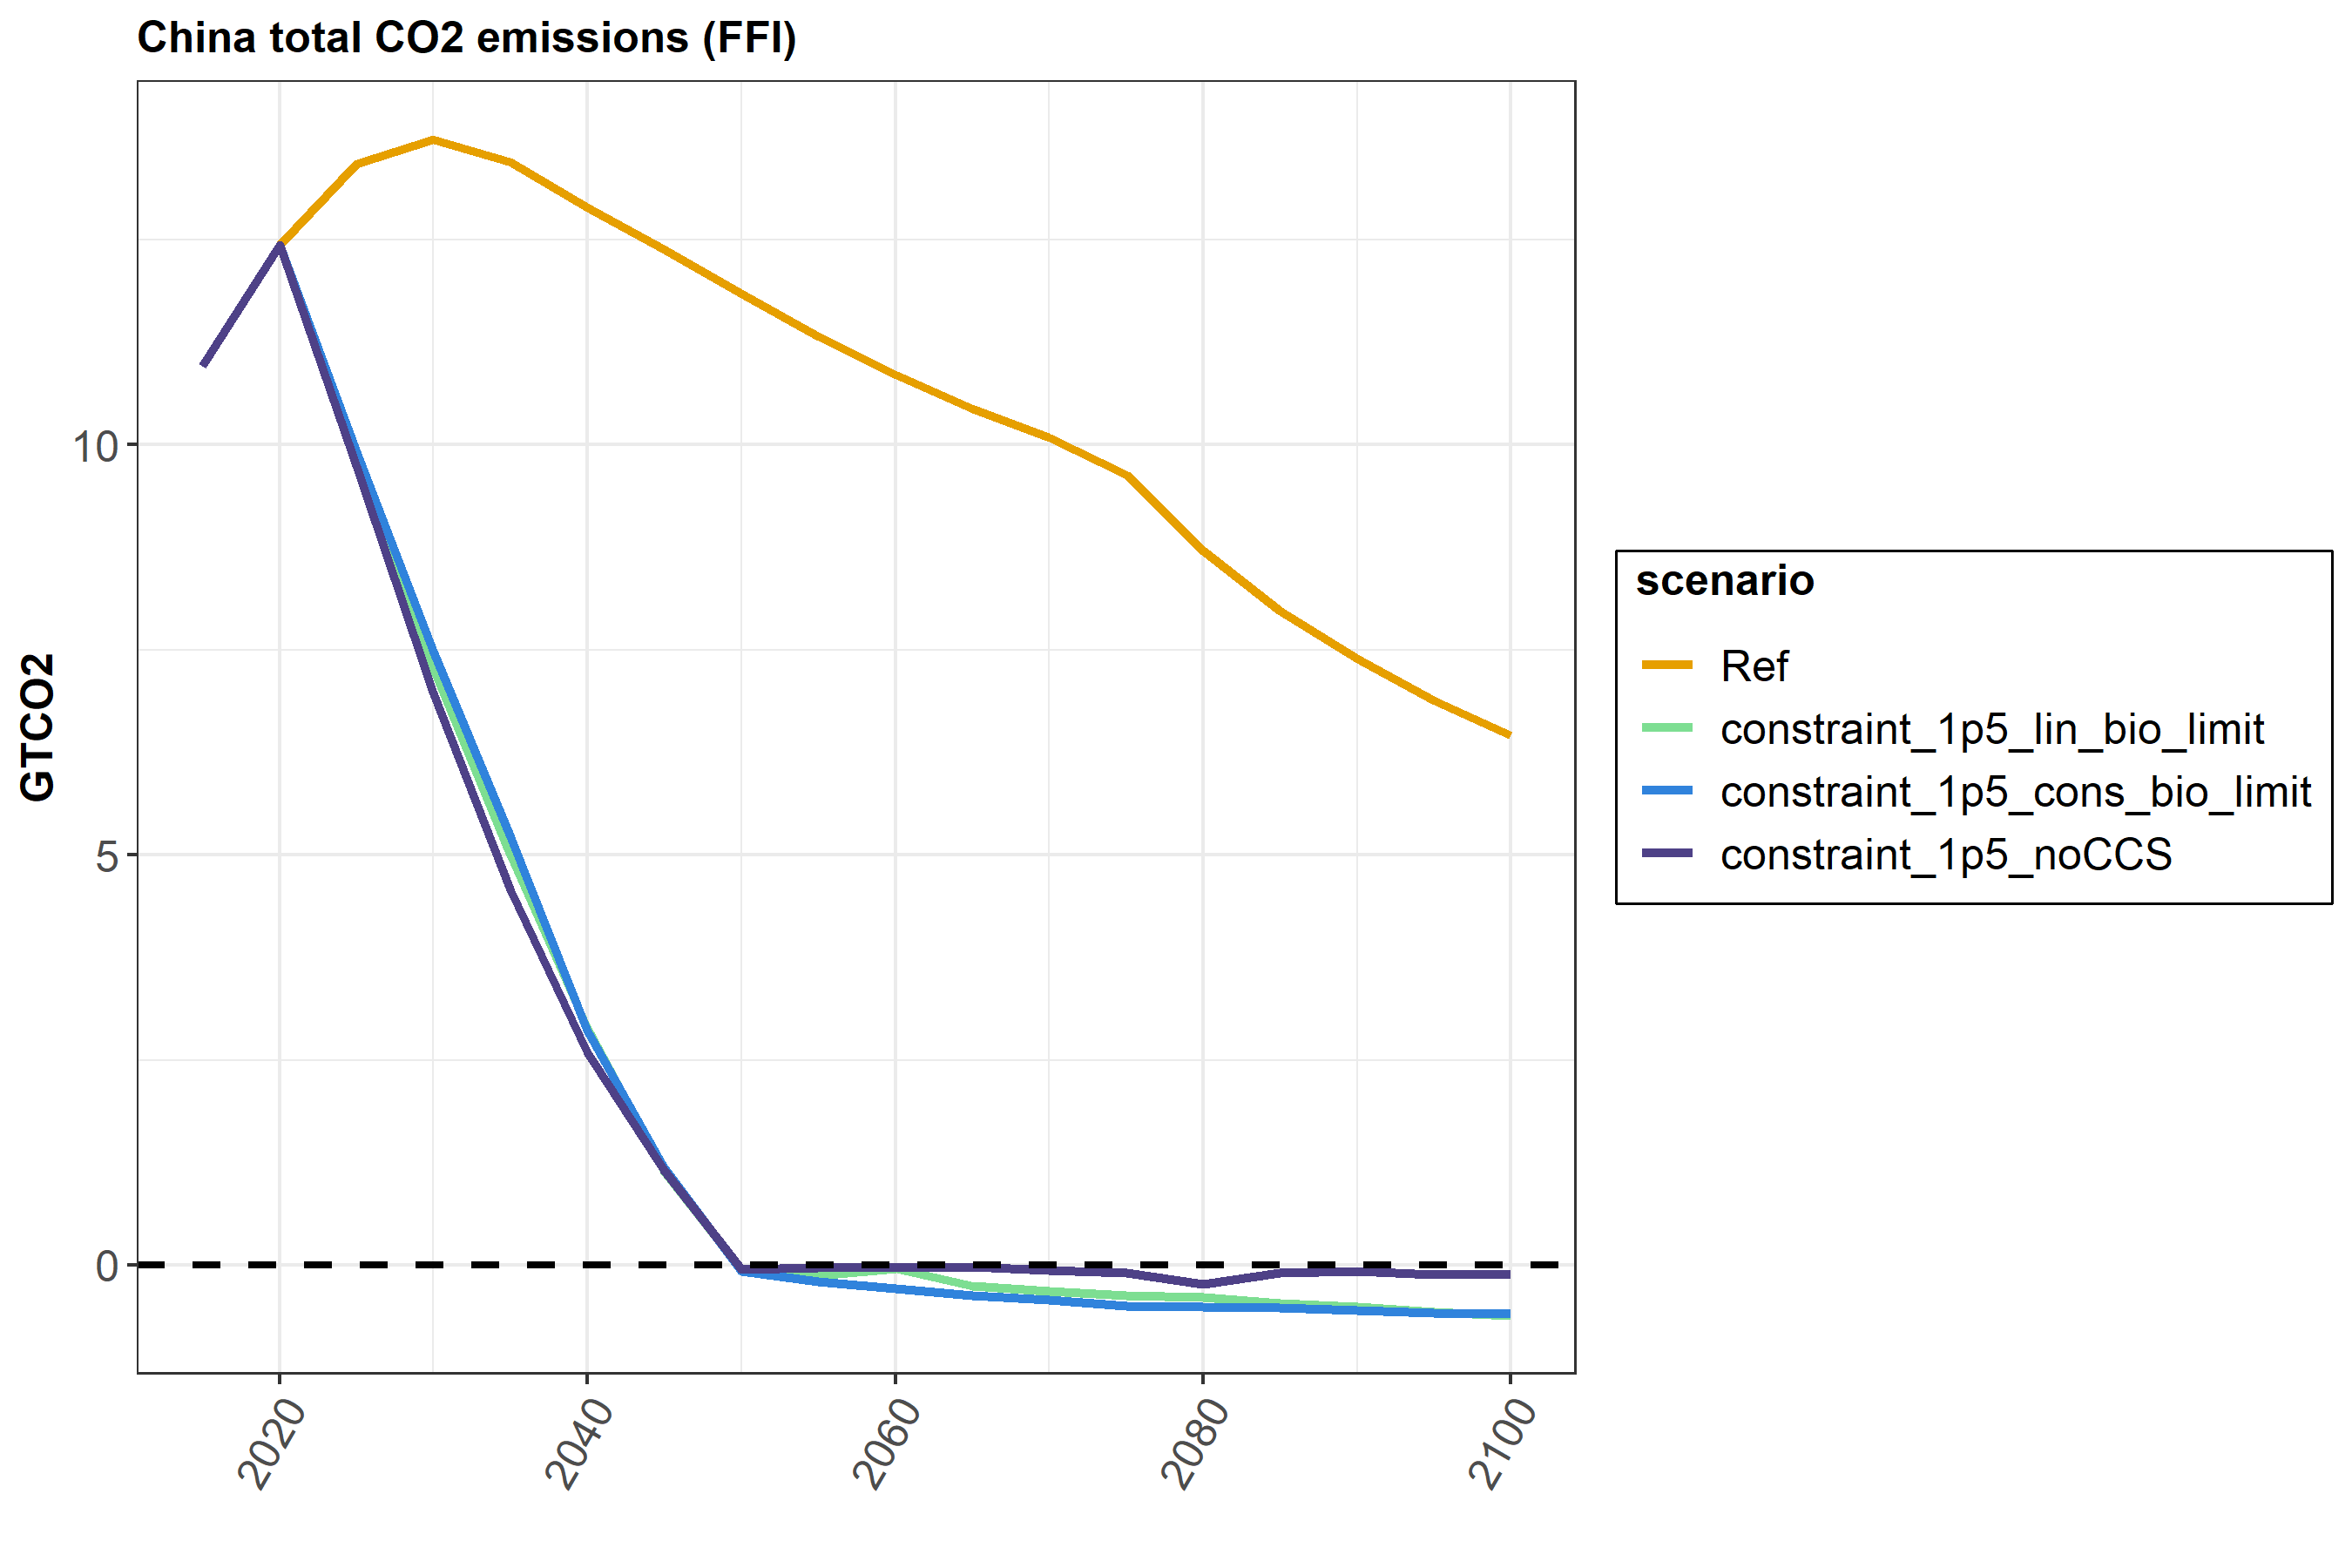 China total CO2 emissions (FFI)
GTCO2
10
5
0
2020
2040
2060
2080
2100
scenario
Ref
constraint_1p5_lin_bio_limit
constraint_1p5_cons_bio_limit
constraint_1p5_noCCS